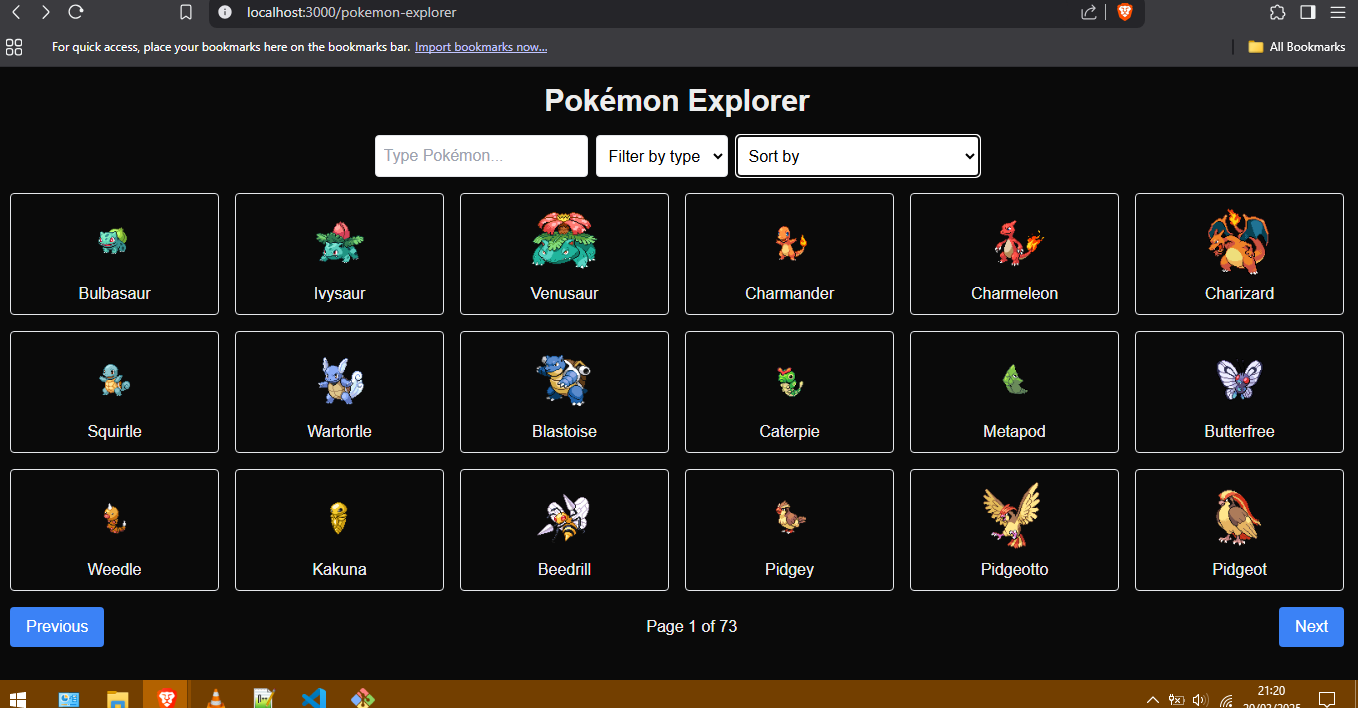 localhost:3000/pokemon-explorer
For quick access, place your bookmarks here on the bookmarks bar. Import bookmarks now...
All Bookmarks
Pokémon Explorer
Type Pokémon...
Filter by type
Sort by
Bulbasaur
Ivysaur
Venusaur
Charmander
Charmeleon
Charizard
Squirtle
Wartortle
Blastoise
Caterpie
Metapod
Butterfree
Weedle
Kakuna
Beedrill
Pidgey
Pidgeotto
Pidgeot
Previous
Page 1 of 73
Next
21:20